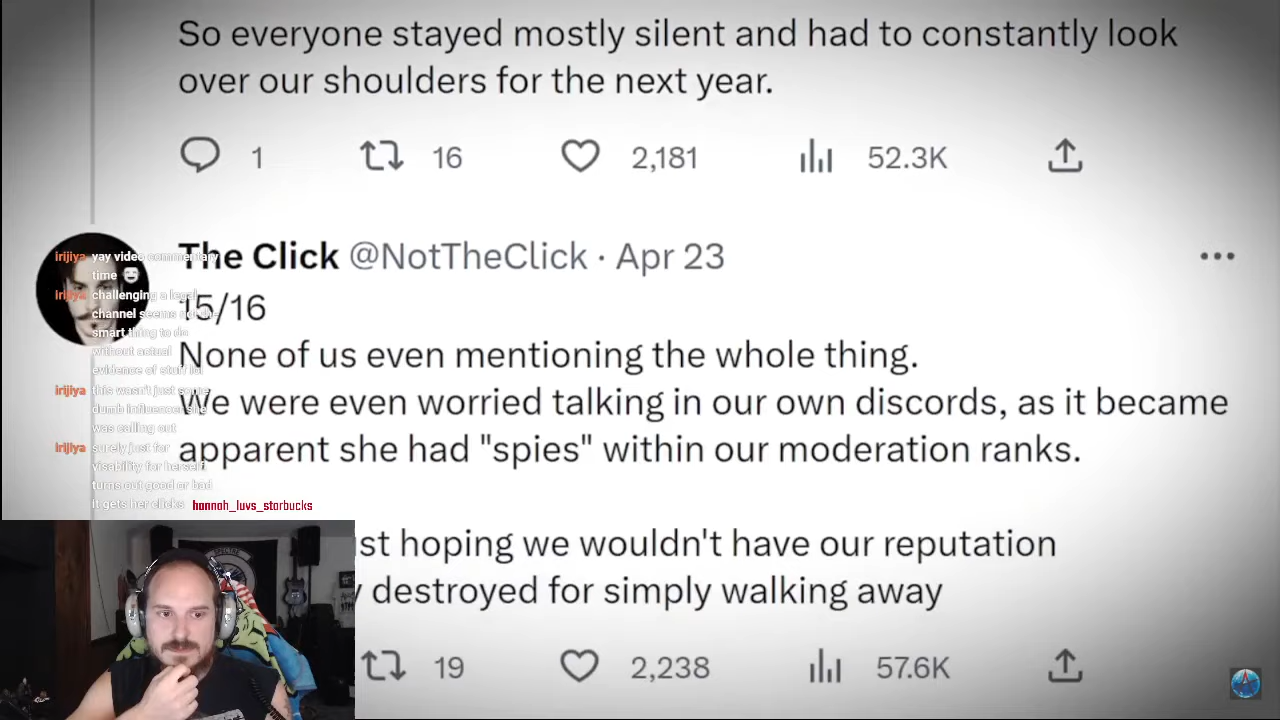 So everyone stayed mostly silent and had to constantly look
over our shoulders for the next year.
1 16 2,181 52.3K
The Click @NotTheClick · Apr 23
15/16
None of us even mentioning the whole thing.
We were even worried talking in our own discords, as it became
apparent she had "spies" within our moderation ranks.
st hoping we wouldn't have our reputation
destroyed for simply walking away
19 2,238 57.6K
irijiya yay video commentary
time
irijiya challenging a legal
channel seems not the
smart thing to do
without actual
evidence of stuff lol
irijiya this wasn't just some
dumb influencer she
was calling out
irijiya surely just for
visability for herself
turns out good or bad
it gets her clicks
hannah_luvs_starbucks
SPECTRE